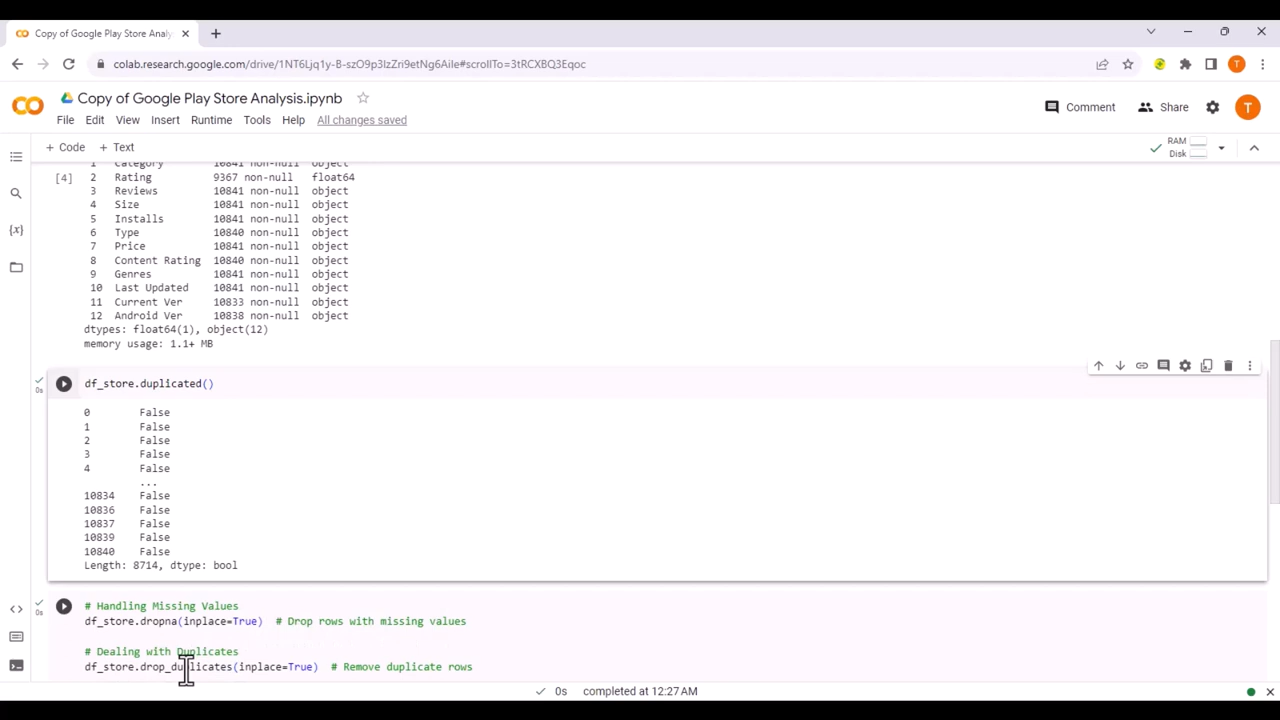 Copy of Google Play Store Analy
colab.research.google.com/drive/1NT6Ljq1y-B-szO9p3lzZri9etNg6Aile#scrollTo=3tRCXBQ3Eqoc
T
Copy of Google Play Store Analysis.ipynb
Comment
Share
T
File Edit View Insert Runtime Tools Help All changes saved
+ Code + Text
RAM
Disk
1 Category 10841 non-null object
[4] 2 Rating 9367 non-null float64
3 Reviews 10841 non-null object
4 Size 10841 non-null object
5 Installs 10841 non-null object
6 Type 10840 non-null object
7 Price 10841 non-null object
8 Content Rating 10840 non-null object
9 Genres 10841 non-null object
10 Last Updated 10841 non-null object
11 Current Ver 10833 non-null object
12 Android Ver 10838 non-null object
dtypes: float64(1), object(12)
memory usage: 1.1+ MB
0s
df_store.duplicated()
0 False
1 False
2 False
3 False
4 False
...
10834 False
10836 False
10837 False
10839 False
10840 False
Length: 8714, dtype: bool
0s
# Handling Missing Values
df_store.dropna(inplace=True) # Drop rows with missing values
# Dealing with Duplicates
df_store.drop_duplicates(inplace=True) # Remove duplicate rows
0s completed at 12:27 AM